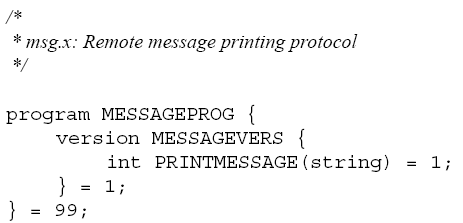 /*
 * msg.x: Remote message printing protocol
 */
program MESSAGEPROG {
    version MESSAGEVERS {
        int PRINTMESSAGE(string) = 1;
    } = 1;
} = 99;